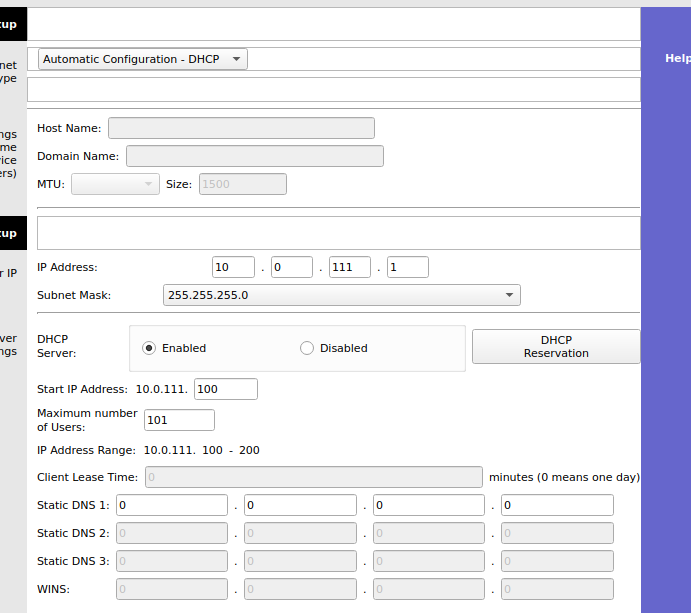 tup
net
ype
Automatic Configuration - DHCP
Help
ngs
me
vice
ers)
Host Name:
Domain Name:
MTU: Size: 1500
tup
r IP
IP Address: 10 . 0 . 111 . 1
Subnet Mask: 255.255.255.0
ver
ngs
DHCP
Server:
Enabled Disabled
DHCP
Reservation
Start IP Address: 10.0.111. 100
Maximum number
of Users:
101
IP Address Range: 10.0.111. 100 - 200
Client Lease Time: 0 minutes (0 means one day)
Static DNS 1: 0 . 0 . 0 . 0
Static DNS 2: 0 . 0 . 0 . 0
Static DNS 3: 0 . 0 . 0 . 0
WINS: 0 . 0 . 0 . 0